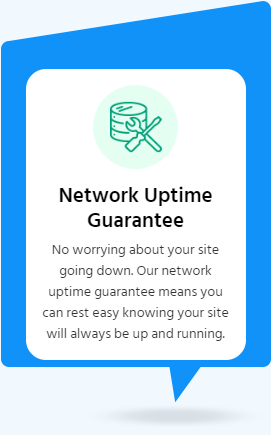 Network Uptime
Guarantee
No worrying about your site
going down. Our network
uptime guarantee means you
can rest easy knowing your site
will always be up and running.